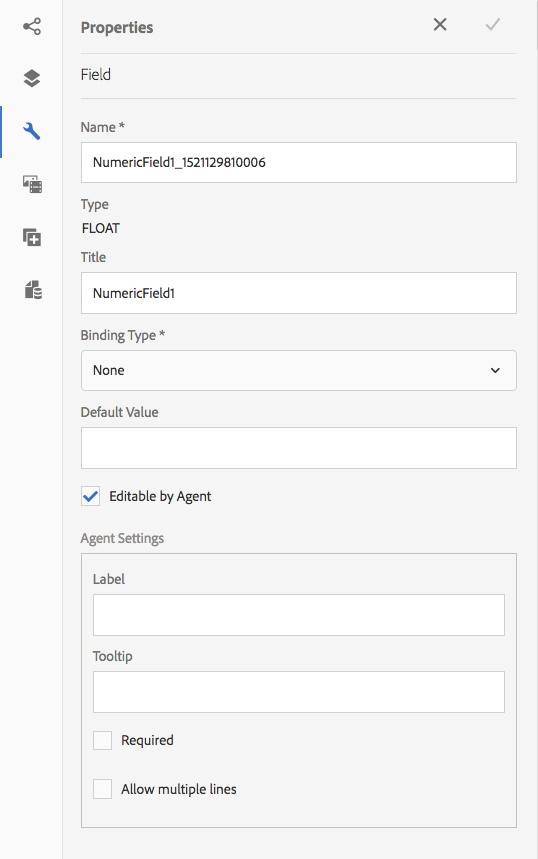 Properties
Field
Name *
NumericField1_1521129810006
Type
FLOAT
Title
NumericField1
Binding Type *
None
Default Value
Editable by Agent
Agent Settings
Label
Tooltip
Required
Allow multiple lines